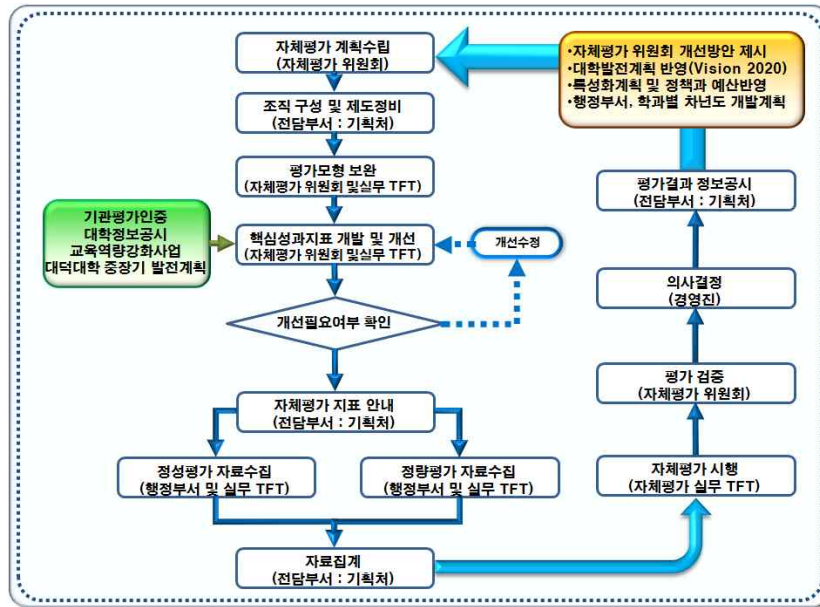 자체평가 계획수립
(자체평가 위원회)
조직 구성 및 제도정비
(전담부서 : 기획처)
평가모형 보완
(자체평가 위원회 및실무 TFT)
기관평가인증
대학정보공시
교육역량강화사업
대덕대학 중장기 발전계획
핵심성과지표 개발 및 개선
(자체평가 위원회 및실무 TFT)
개선수정
개선필요여부 확인
자체평가 지표 안내
(전담부서 : 기획처)
정성평가 자료수집
(행정부서 및 실무 TFT)
정량평가 자료수집
(행정부서 및 실무 TFT)
자료집계
(전담부서 : 기획처)
자체평가 시행
(자체평가 실무 TFT)
평가 검증
(자체평가 위원회)
의사결정
(경영진)
평가결과 정보공시
(전담부서 : 기획처)
•자체평가 위원회 개선방안 제시
•대학발전계획 반영(Vision 2020)
•특성화계획 및 정책과 예산반영
•행정부서, 학과별 차년도 개발계획